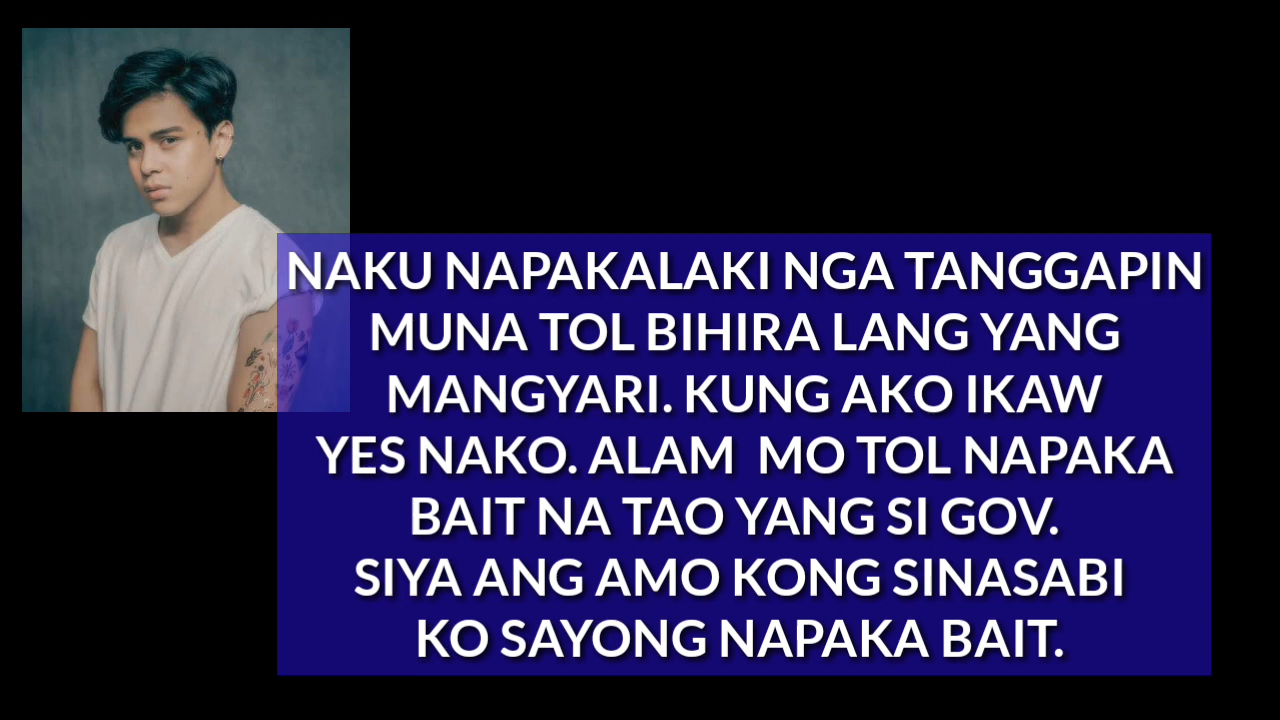 NAKU NAPAKALAKI NGA TANGGAPIN
MUNA TOL BIHIRA LANG YANG
MANGYARI. KUNG AKO IKAW
YES NAKO. ALAM  MO TOL NAPAKA
BAIT NA TAO YANG SI GOV.
SIYA ANG AMO KONG SINASABI
KO SAYONG NAPAKA BAIT.